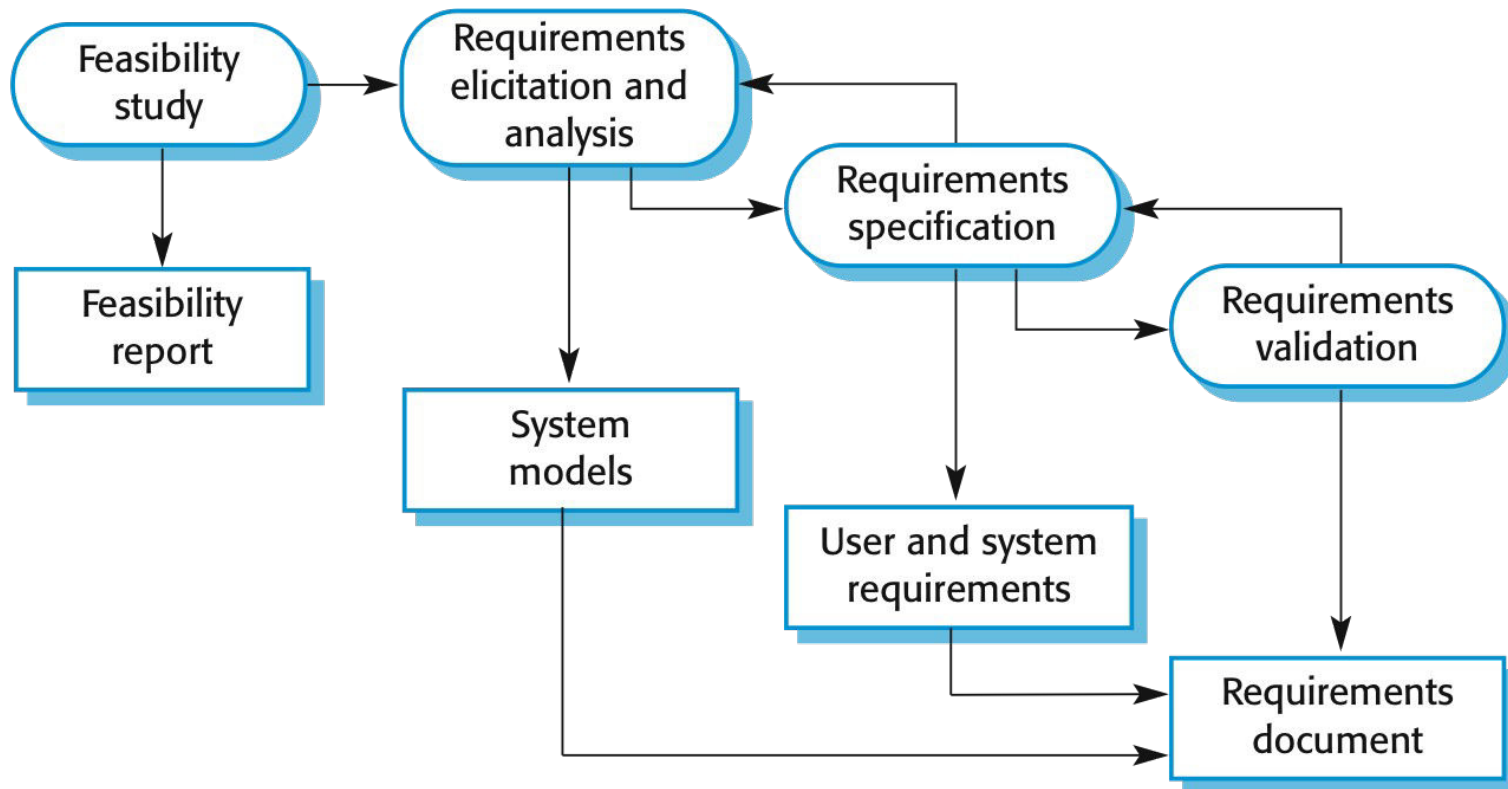 Feasibility
study
Requirements
elicitation and
analysis
Requirements
specification
Requirements
validation
Feasibility
report
System
models
User and system
requirements
Requirements
document